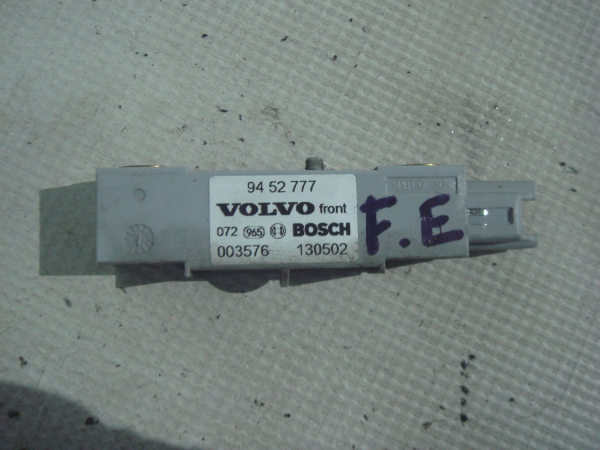 94 52 777
VOLVO front
072 965 BOSCH
003576 130502
F.E